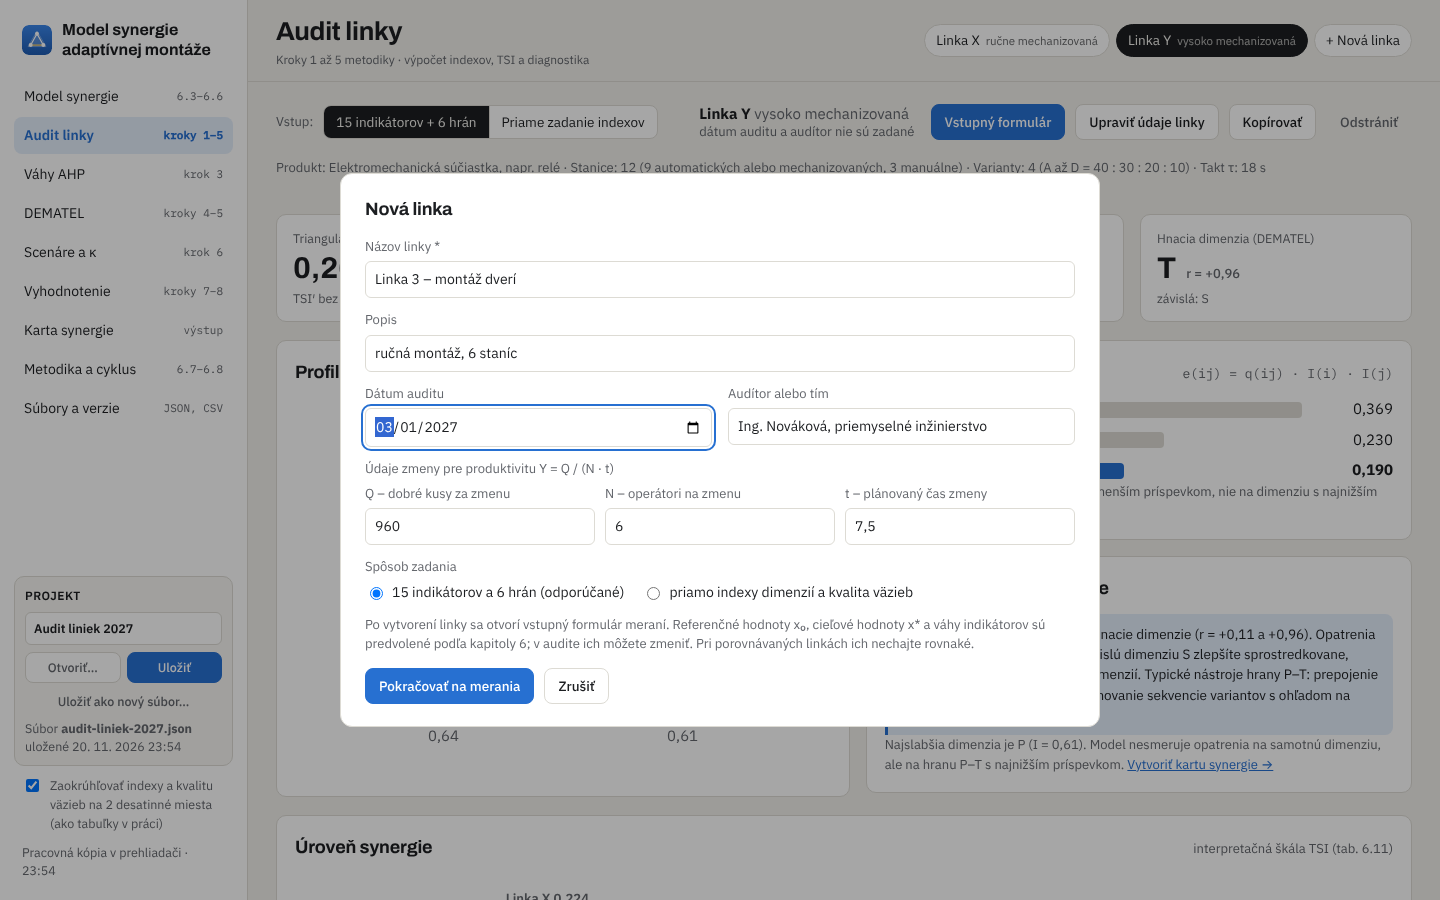 Model synergie
adaptívnej montáže
Model synergie 6.3–6.6
Audit linky kroky 1–5
Váhy AHP krok 3
DEMATEL kroky 4–5
Scenáre a κ krok 6
Vyhodnotenie kroky 7–8
Karta synergie výstup
Metodika a cyklus 6.7–6.8
Súbory a verzie JSON, CSV
PROJEKT
Audit liniek 2027
Otvoriť… Uložiť
Uložiť ako nový súbor…
Súbor audit-liniek-2027.json
uložené 20. 11. 2026 23:54
Zaokrúhľovať indexy a kvalitu
väzieb na 2 desatinné miesta
(ako tabuľky v práci)
Pracovná kópia v prehliadači ·
23:54
Audit linky
Kroky 1 až 5 metodiky · výpočet indexov, TSI a diagnostika
Linka X ručne mechanizovaná
Linka Y vysoko mechanizovaná
+ Nová linka
Vstup: 15 indikátorov + 6 hrán Priame zadanie indexov
Linka Y vysoko mechanizovaná
dátum auditu a audítor nie sú zadané
Vstupný formulár Upraviť údaje linky Kopírovať Odstrániť
Produkt: Elektromechanická súčiastka, napr. relé · Stanice: 12 (9 automatických alebo mechanizovaných, 3 manuálne) · Varianty: 4 (A až D = 40 : 30 : 20 : 10) · Takt τ: 18 s
Hnacia dimenzia (DEMATEL)
T r = +0,96
závislá: S
TSI′ bez
Profil
Nová linka
Názov linky *
Linka 3 – montáž dverí
Popis
ručná montáž, 6 staníc
Dátum auditu Audítor alebo tím
03/01/2027 Ing. Nováková, priemyselné inžinierstvo
Údaje zmeny pre produktivitu Y = Q / (N · t)
Q – dobré kusy za zmenu N – operátori na zmenu t – plánovaný čas zmeny
960 6 7,5
Spôsob zadania
15 indikátorov a 6 hrán (odporúčané) priamo indexy dimenzií a kvalita väzieb
Po vytvorení linky sa otvorí vstupný formulár meraní. Referenčné hodnoty x₀, cieľové hodnoty x* a váhy indikátorov sú
predvolené podľa kapitoly 6; v audite ich môžete zmeniť. Pri porovnávaných linkách ich nechajte rovnaké.
Pokračovať na merania Zrušiť
e(ij) = q(ij) · I(i) · I(j)
0,369
0,230
0,190
príspevkom, nie na dimenziu s najnižším
hnacie dimenzie (r = +0,11 a +0,96). Opatrenia
dimenziu S zlepšíte sprostredkovane,
Typické nástroje hrany P–T: prepojenie
sekvencie variantov s ohľadom na
0,64 0,61
Najslabšia dimenzia je P (I = 0,61). Model nesmeruje opatrenia na samotnú dimenziu,
ale na hranu P–T s najnižším príspevkom. Vytvoriť kartu synergie →
Úroveň synergie
interpretačná škála TSI (tab. 6.11)
Linka X 0,224